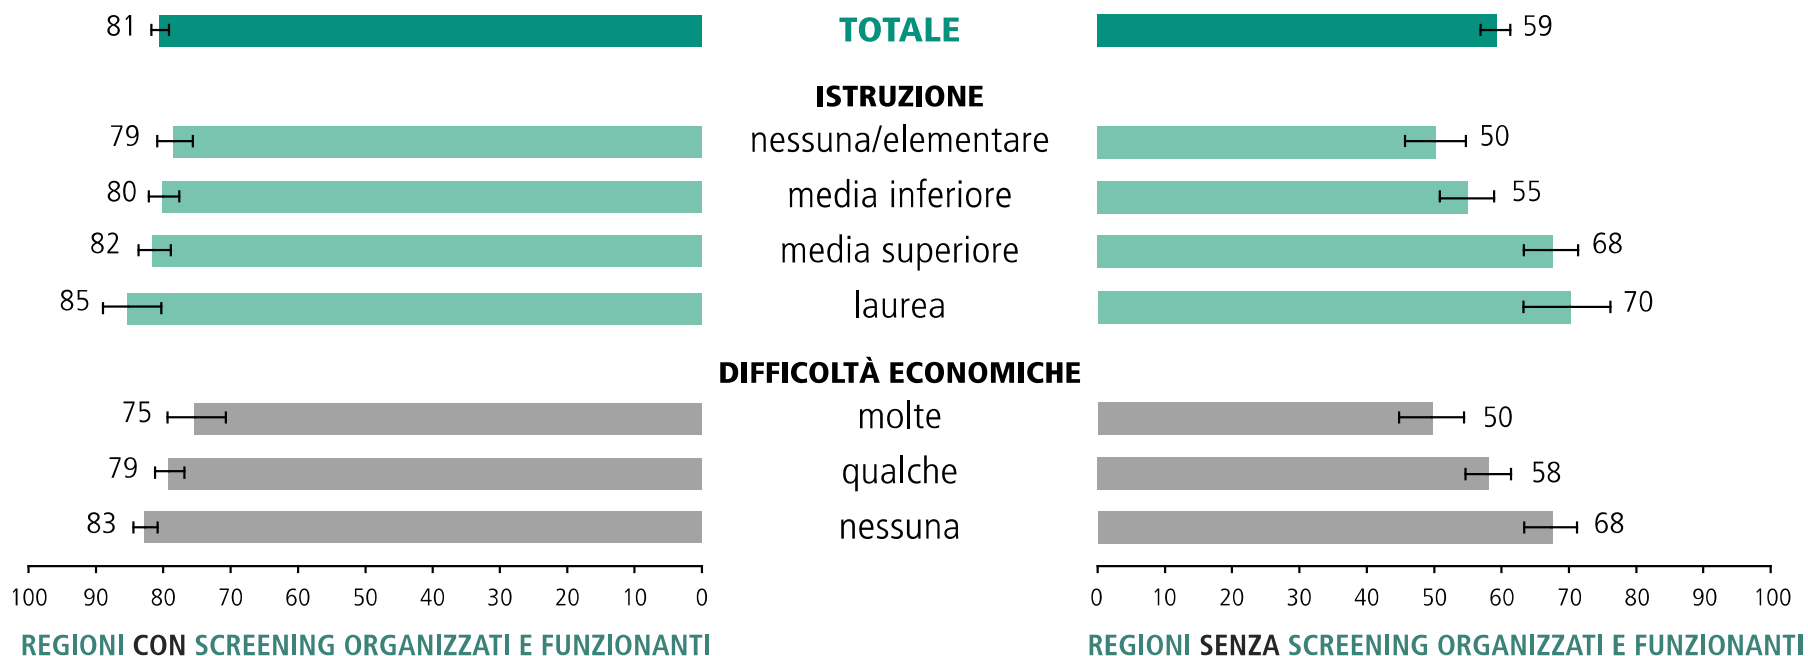 81 TOTALE 59
ISTRUZIONE
79 nessuna/elementare 50
80 media inferiore 55
82 media superiore 68
85 laurea 70
DIFFICOLTÀ ECONOMICHE
75 molte 50
79 qualche 58
83 nessuna 68
100 90 80 70 60 50 40 30 20 10 0 0 10 20 30 40 50 60 70 80 90 100
REGIONI CON SCREENING ORGANIZZATI E FUNZIONANTI REGIONI SENZA SCREENING ORGANIZZATI E FUNZIONANTI